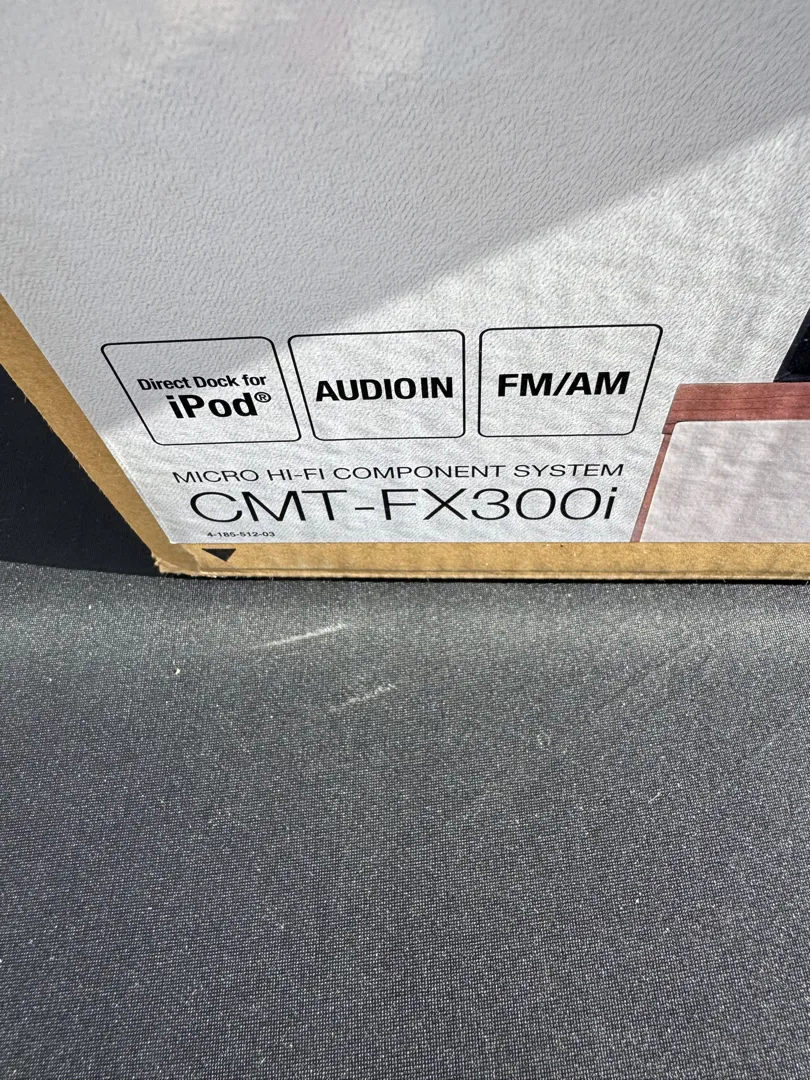 Direct Dock for
iPod®
AUDIO IN
FM/AM
MICRO HI-FI COMPONENT SYSTEM
CMT-FX300i
4-185-512-03